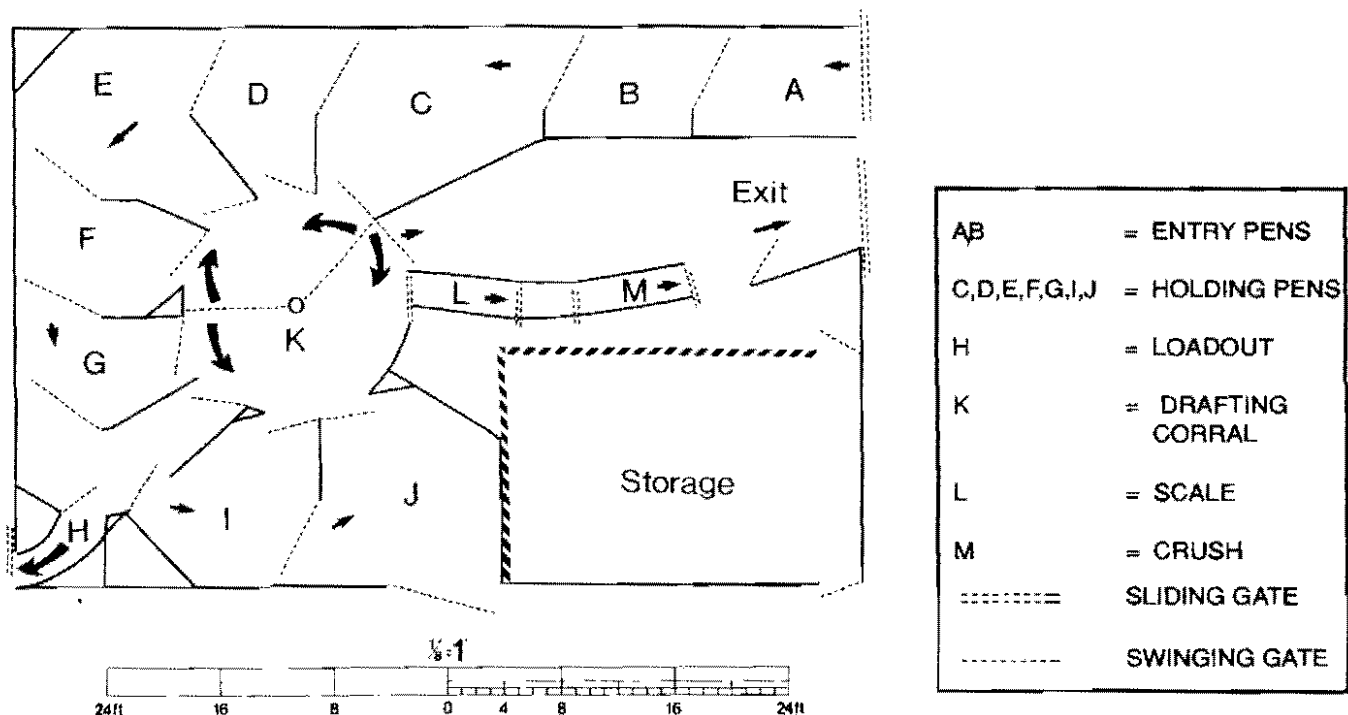 E
D
C
B
A
Exit
F
L
M
O
K
G
Storage
J
H
I
A,B = ENTRY PENS
C,D,E,F,G,I,J = HOLDING PENS
H = LOADOUT
K = DRAFTING
CORRAL
L = SCALE
M = CRUSH
SLIDING GATE
SWINGING GATE
⅛"=1'
24ft 16 8 0 4 8 16 24ft